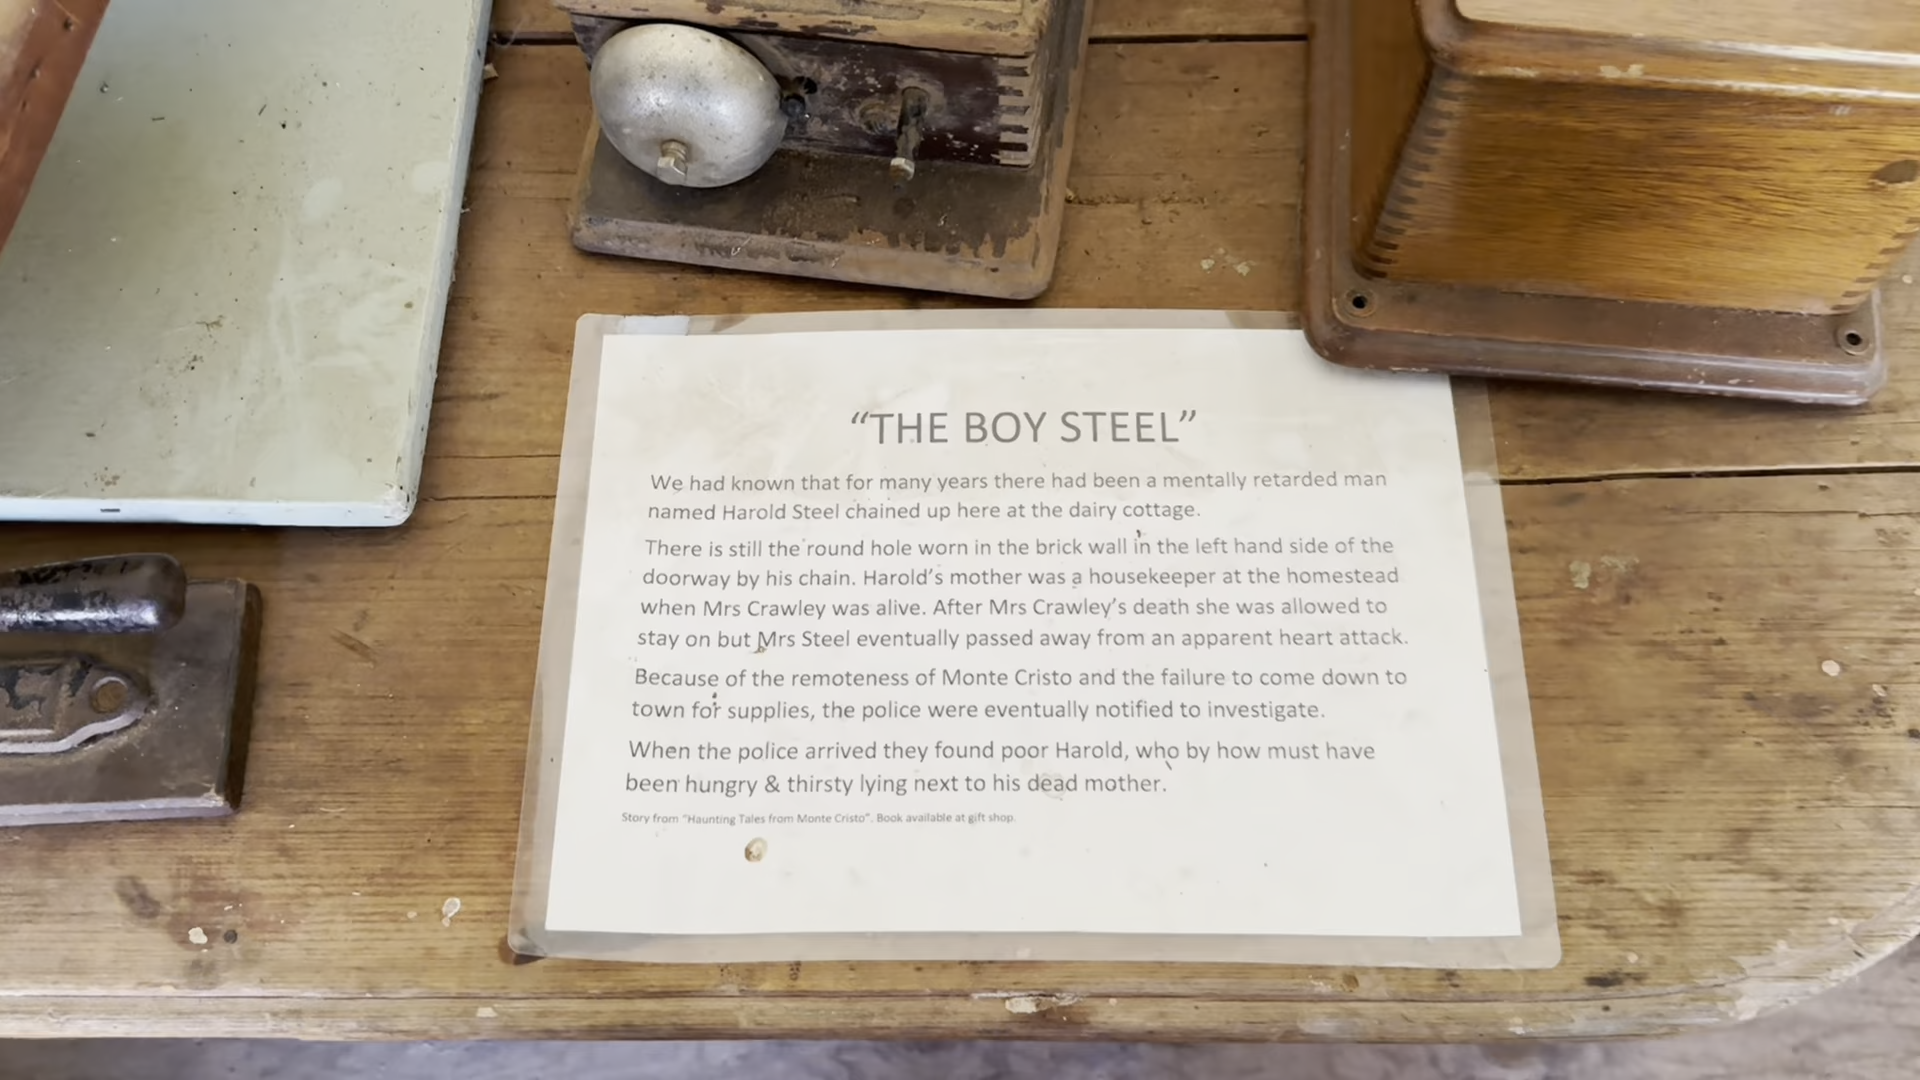 “THE BOY STEEL”
We had known that for many years there had been a mentally retarded man
named Harold Steel chained up here at the dairy cottage.
There is still the round hole worn in the brick wall in the left hand side of the
doorway by his chain. Harold’s mother was a housekeeper at the homestead
when Mrs Crawley was alive. After Mrs Crawley’s death she was allowed to
stay on but Mrs Steel eventually passed away from an apparent heart attack.
Because of the remoteness of Monte Cristo and the failure to come down to
town for supplies, the police were eventually notified to investigate.
When the police arrived they found poor Harold, who by how must have
been hungry & thirsty lying next to his dead mother.
Story from “Haunting Tales from Monte Cristo”. Book available at gift shop.